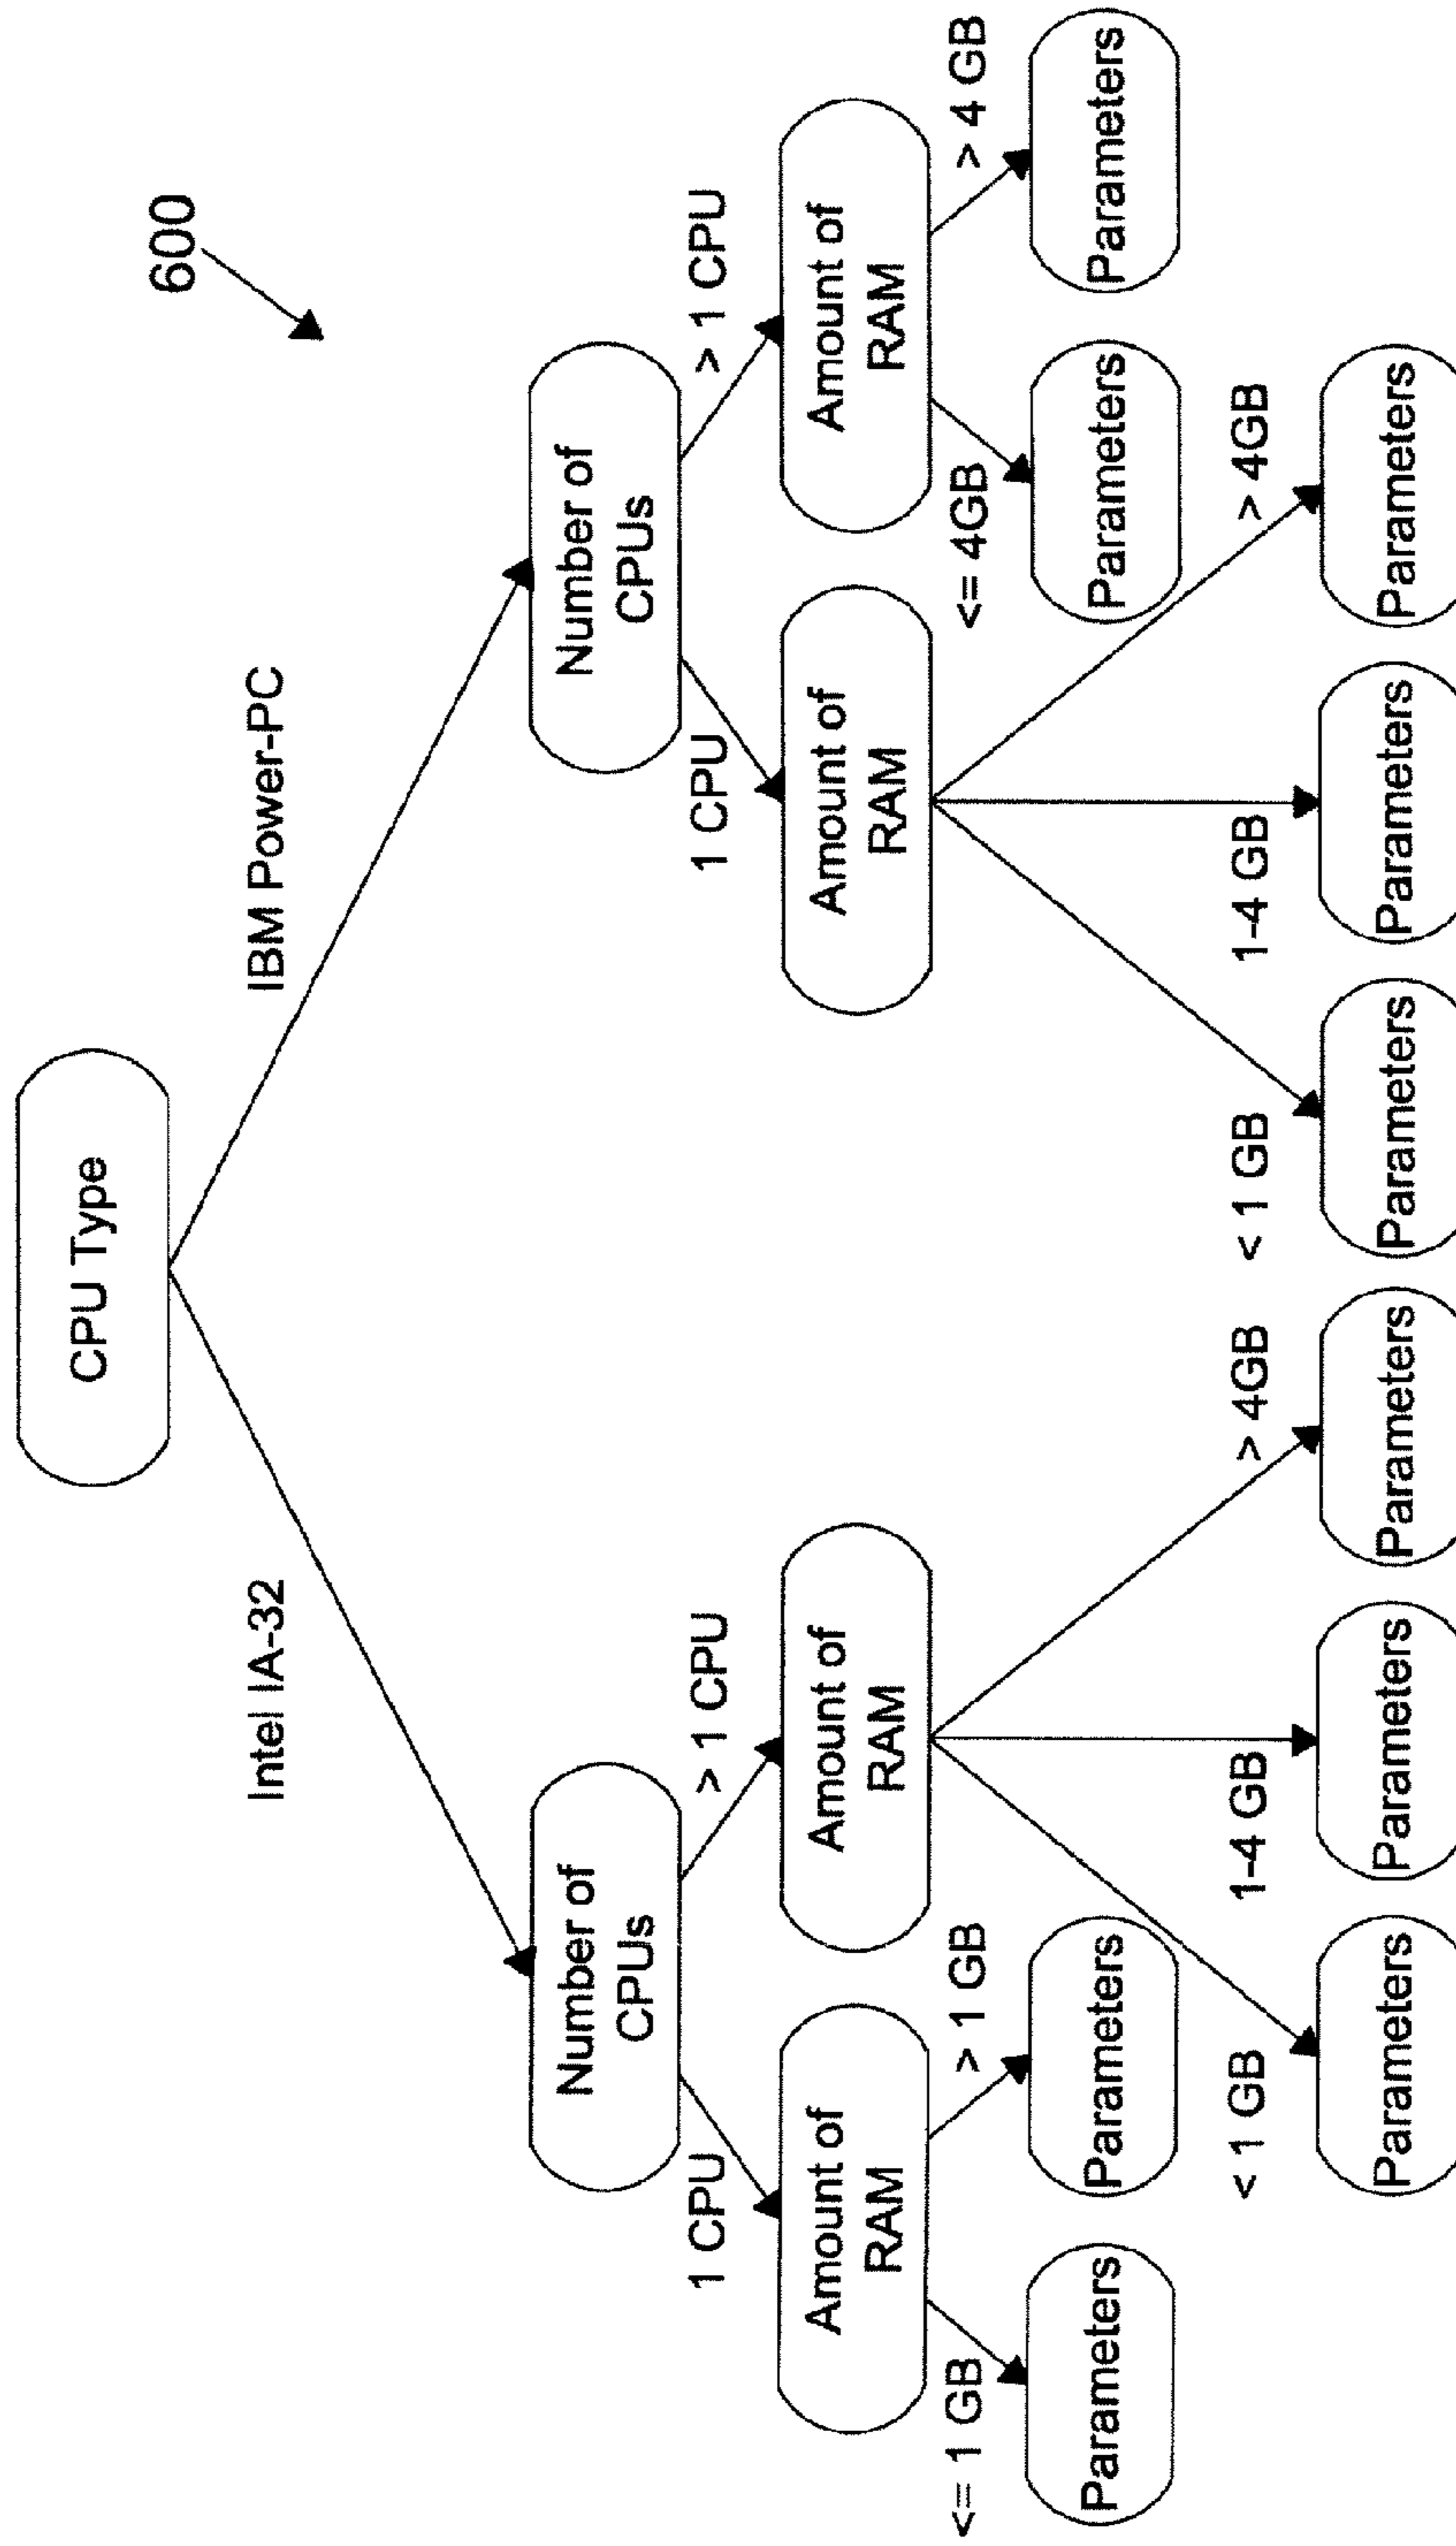 600
CPU Type
Intel IA-32
IBM Power-PC
Number of
CPUs
Number of
CPUs
1 CPU
> 1 CPU
1 CPU
> 1 CPU
Amount of
RAM
Amount of
RAM
Amount of
RAM
Amount of
RAM
<= 1 GB
> 1 GB
<= 4GB
> 4 GB
Parameters
Parameters
Parameters
Parameters
< 1 GB
1-4 GB
> 4GB
< 1 GB
1-4 GB
> 4GB
Parameters
Parameters
Parameters
Parameters
Parameters
Parameters